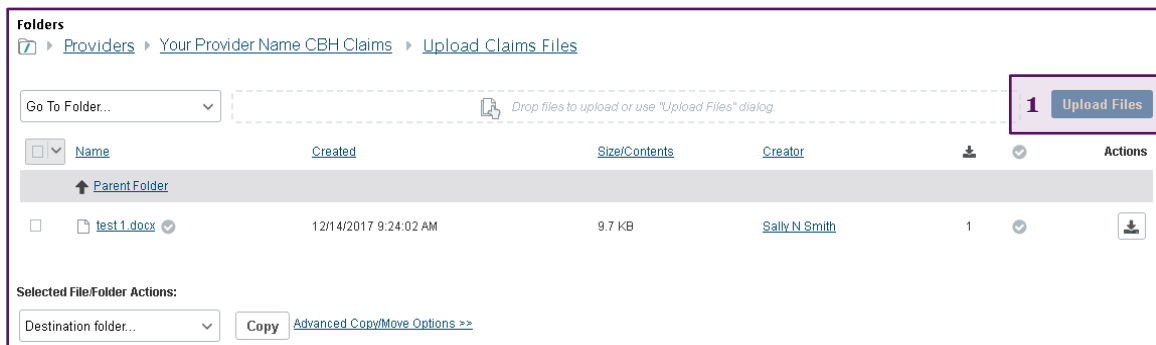 Folders
Providers Your Provider Name CBH Claims Upload Claims Files
Go To Folder... Drop files to upload or use "Upload Files" dialog. 1 Upload Files
Name Created Size/Contents Creator Actions
Parent Folder
test 1.docx 12/14/2017 9:24:02 AM 9.7 KB Sally N Smith 1
Selected File/Folder Actions:
Destination folder... Copy Advanced Copy/Move Options >>